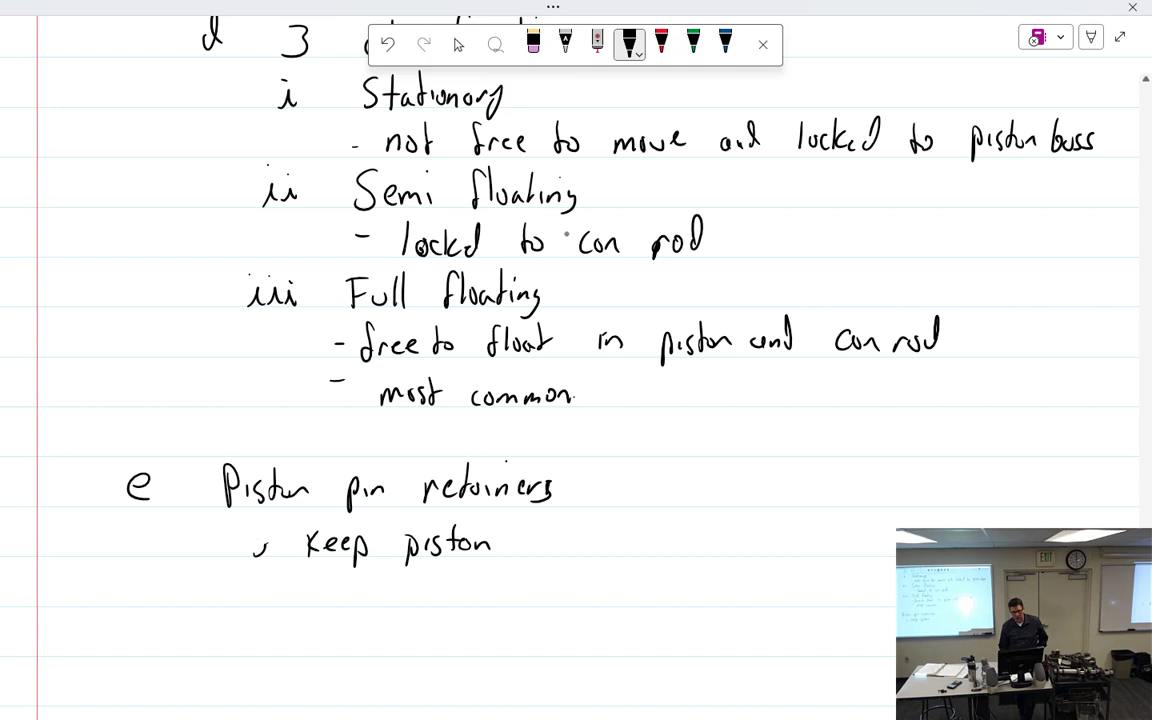 d 3
i Stationary
- not free to move and locked to piston boss
ii Semi floating
- locked to con rod
iii Full floating
- free to float in piston and con rod
- most common.
e Piston pin retainers
Keep piston
EXIT